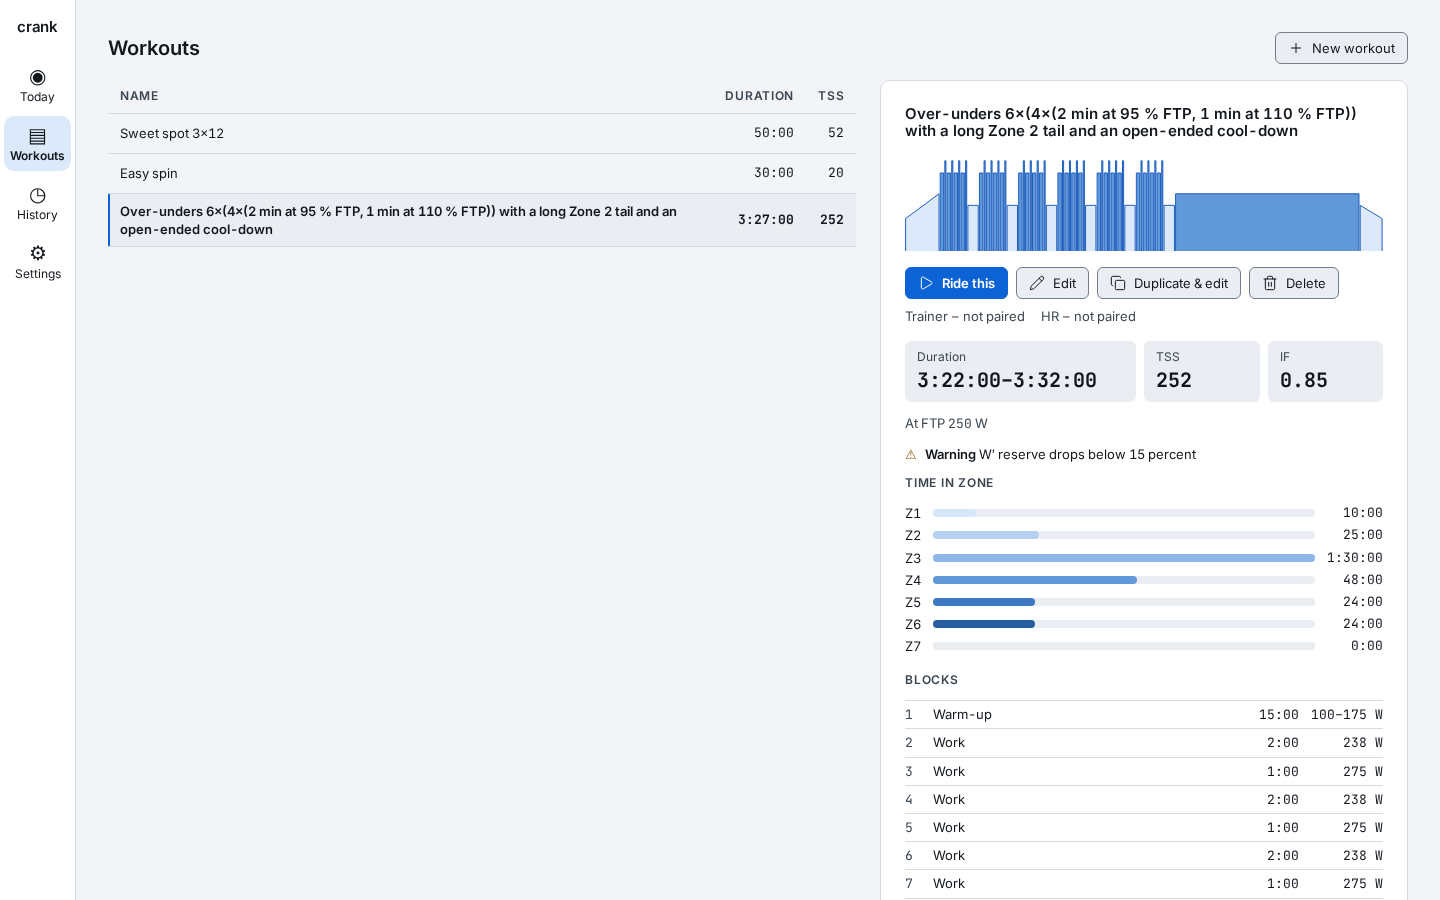 crank
Today
Workouts
History
Settings
Workouts
New workout
NAME DURATION TSS
Sweet spot 3×12 50:00 52
Easy spin 30:00 20
Over-unders 6×(4×(2 min at 95 % FTP, 1 min at 110 % FTP)) with a long Zone 2 tail and an
open-ended cool-down 3:27:00 252
Over-unders 6×(4×(2 min at 95 % FTP, 1 min at 110 % FTP))
with a long Zone 2 tail and an open-ended cool-down
Ride this Edit Duplicate & edit Delete
Trainer – not paired HR – not paired
Duration TSS IF
3:22:00–3:32:00 252 0.85
At FTP 250 W
⚠ Warning W′ reserve drops below 15 percent
TIME IN ZONE
Z1 10:00
Z2 25:00
Z3 1:30:00
Z4 48:00
Z5 24:00
Z6 24:00
Z7 0:00
BLOCKS
1 Warm-up 15:00 100–175 W
2 Work 2:00 238 W
3 Work 1:00 275 W
4 Work 2:00 238 W
5 Work 1:00 275 W
6 Work 2:00 238 W
7 Work 1:00 275 W